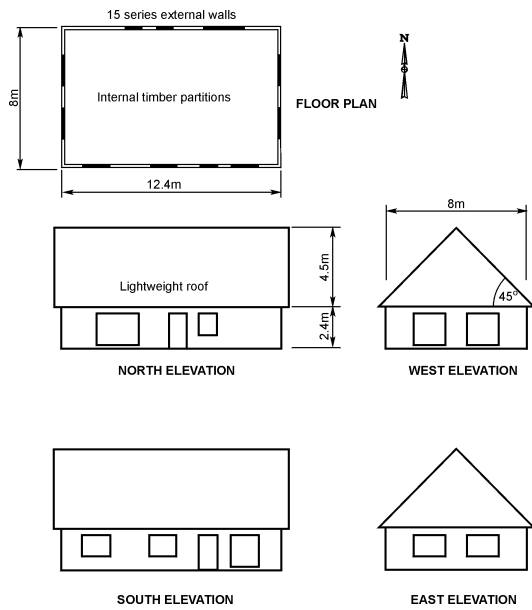 15 series external walls
N
8m
Internal timber partitions
FLOOR PLAN
12.4m
8m
Lightweight roof
4.5m
45°
2.4m
NORTH ELEVATION
WEST ELEVATION
SOUTH ELEVATION
EAST ELEVATION